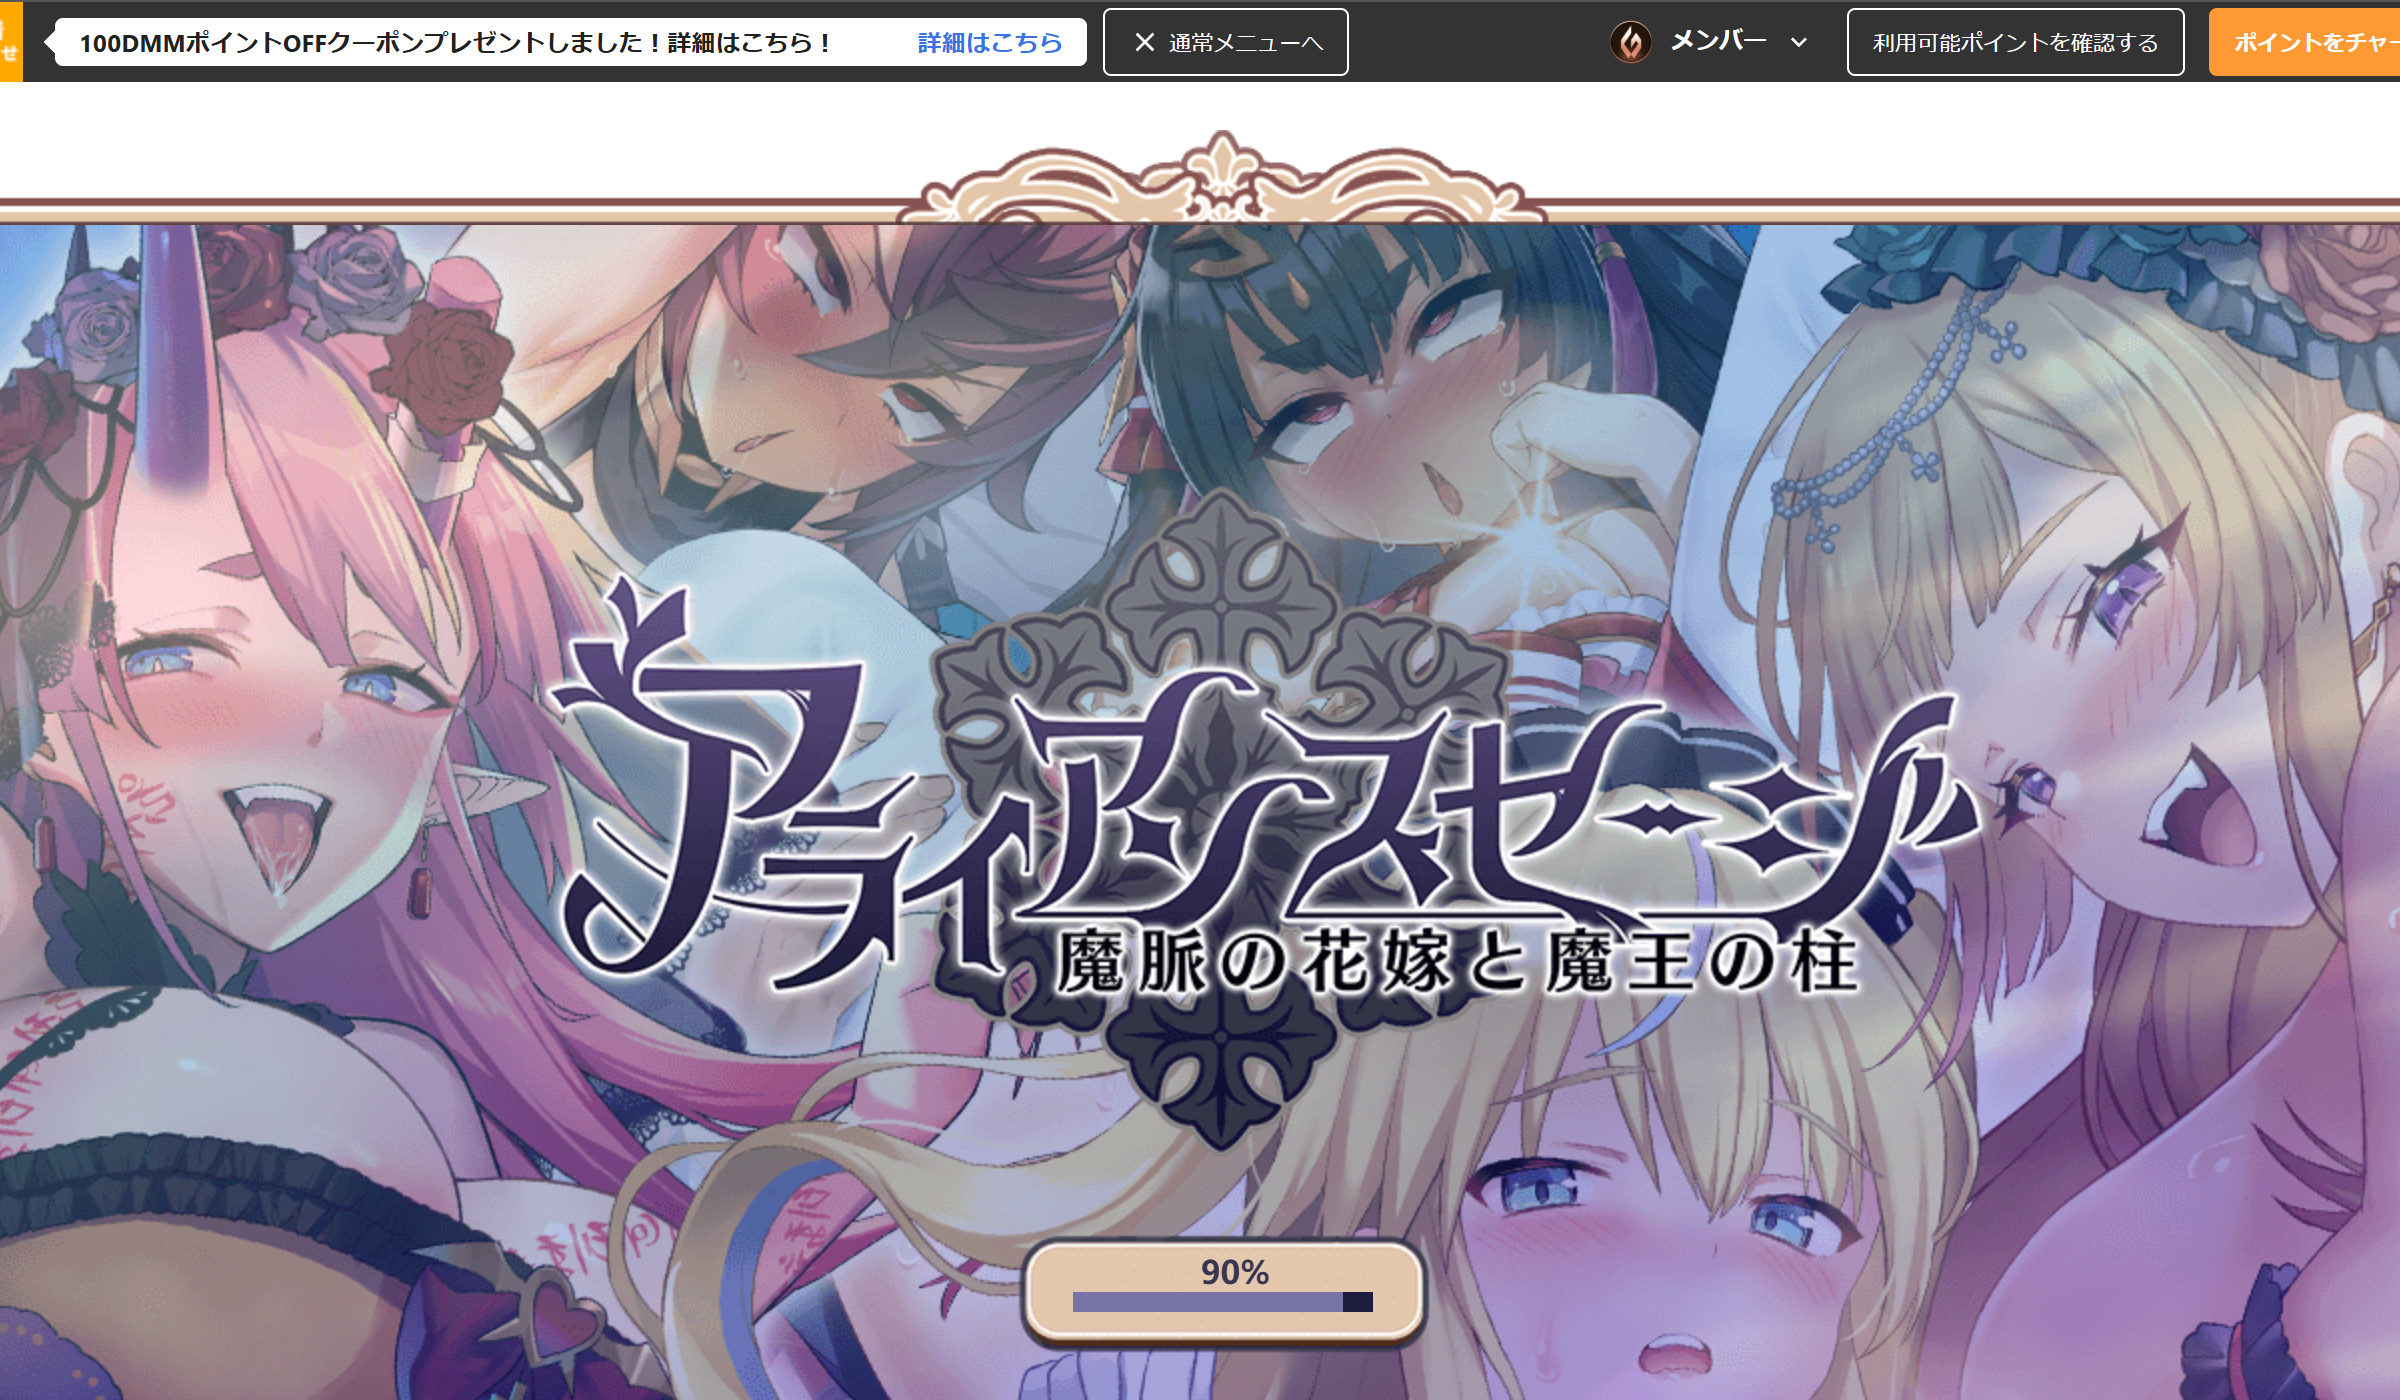 せ
100DMMポイントOFFクーポンプレゼントしました！詳細はこちら！
詳細はこちら
✕ 通常メニューへ
メンバー
利用可能ポイントを確認する
ポイントをチャー
アライアンスセージ
魔脈の花嫁と魔王の柱
90%